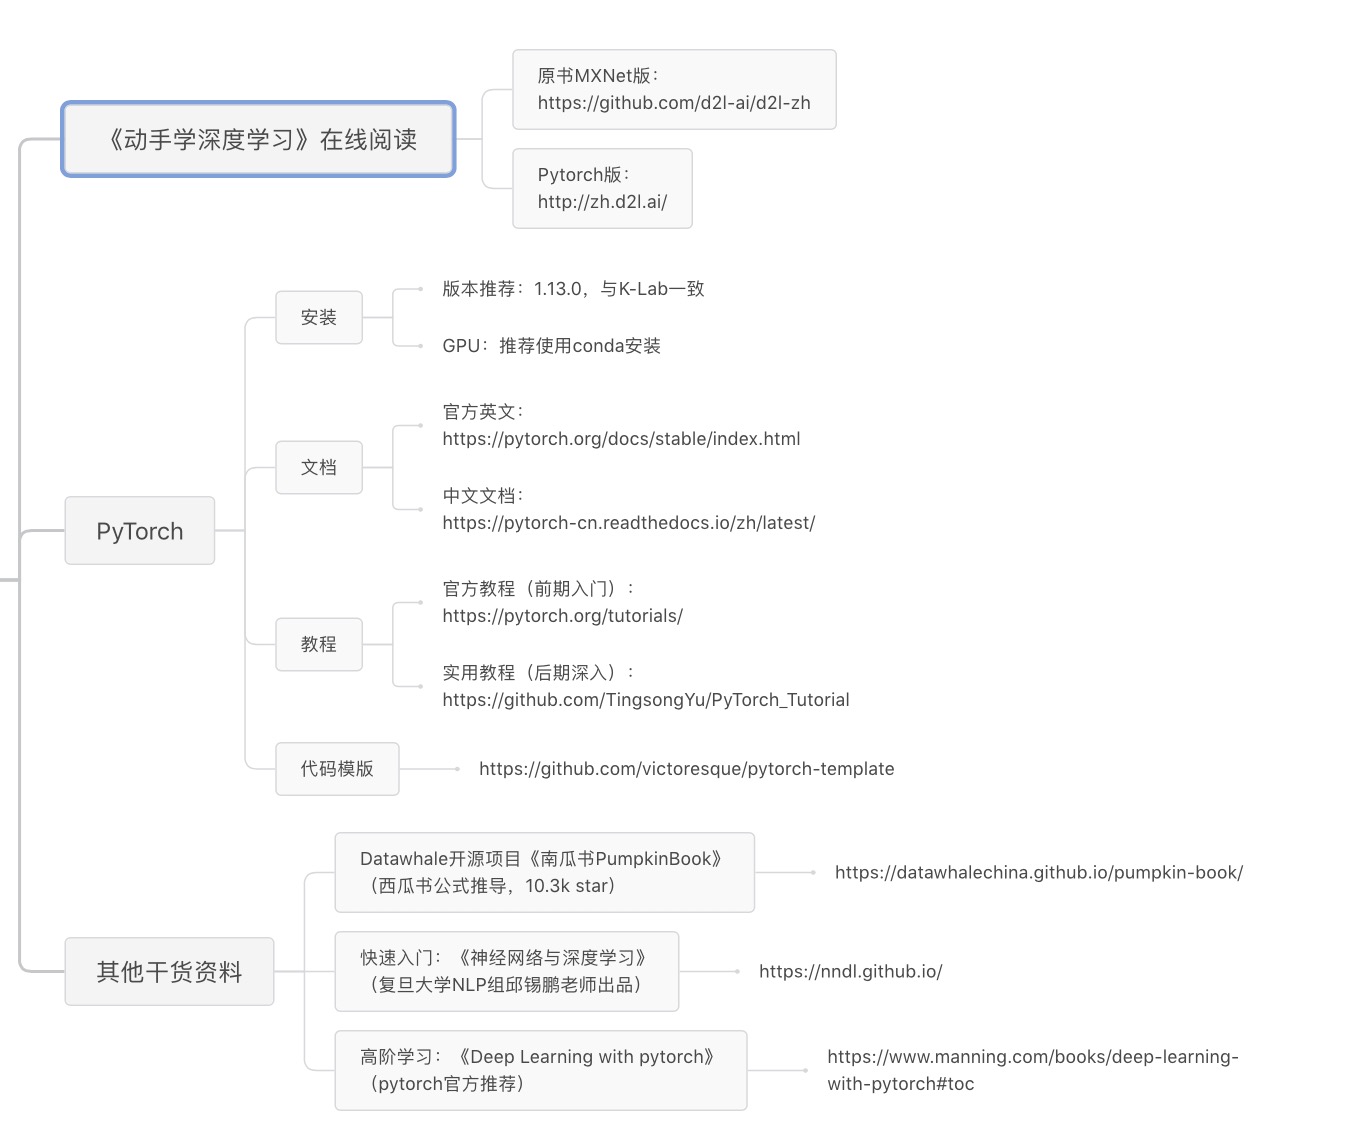 《动手学深度学习》在线阅读
原书MXNet版：
https://github.com/d2l-ai/d2l-zh
Pytorch版：
http://zh.d2l.ai/
PyTorch
安装
版本推荐：1.13.0，与K-Lab一致
GPU：推荐使用conda安装
文档
官方英文：
https://pytorch.org/docs/stable/index.html
中文文档：
https://pytorch-cn.readthedocs.io/zh/latest/
教程
官方教程（前期入门）：
https://pytorch.org/tutorials/
实用教程（后期深入）：
https://github.com/TingsongYu/PyTorch_Tutorial
代码模版
https://github.com/victoresque/pytorch-template
其他干货资料
Datawhale开源项目《南瓜书PumpkinBook》
（西瓜书公式推导，10.3k star）
https://datawhalechina.github.io/pumpkin-book/
快速入门：《神经网络与深度学习》
（复旦大学NLP组邱锡鹏老师出品）
https://nndl.github.io/
高阶学习：《Deep Learning with pytorch》
（pytorch官方推荐）
https://www.manning.com/books/deep-learning-
with-pytorch#toc